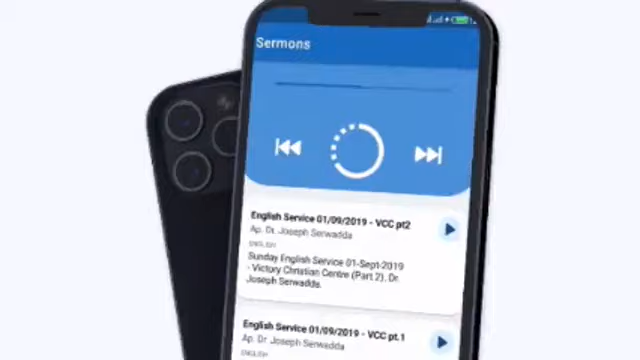 Sermons
English Service 01/09/2019 - VCC pt2
Ap. Dr. Joseph Serwadda
ENGLISH
Sunday English Service 01-Sept-2019
- Victory Christian Centre (Part 2). Dr.
Joseph Serwadda.
English Service 01/09/2019 - VCC pt.1
Ap. Dr. Joseph Serwadda
ENGLISH